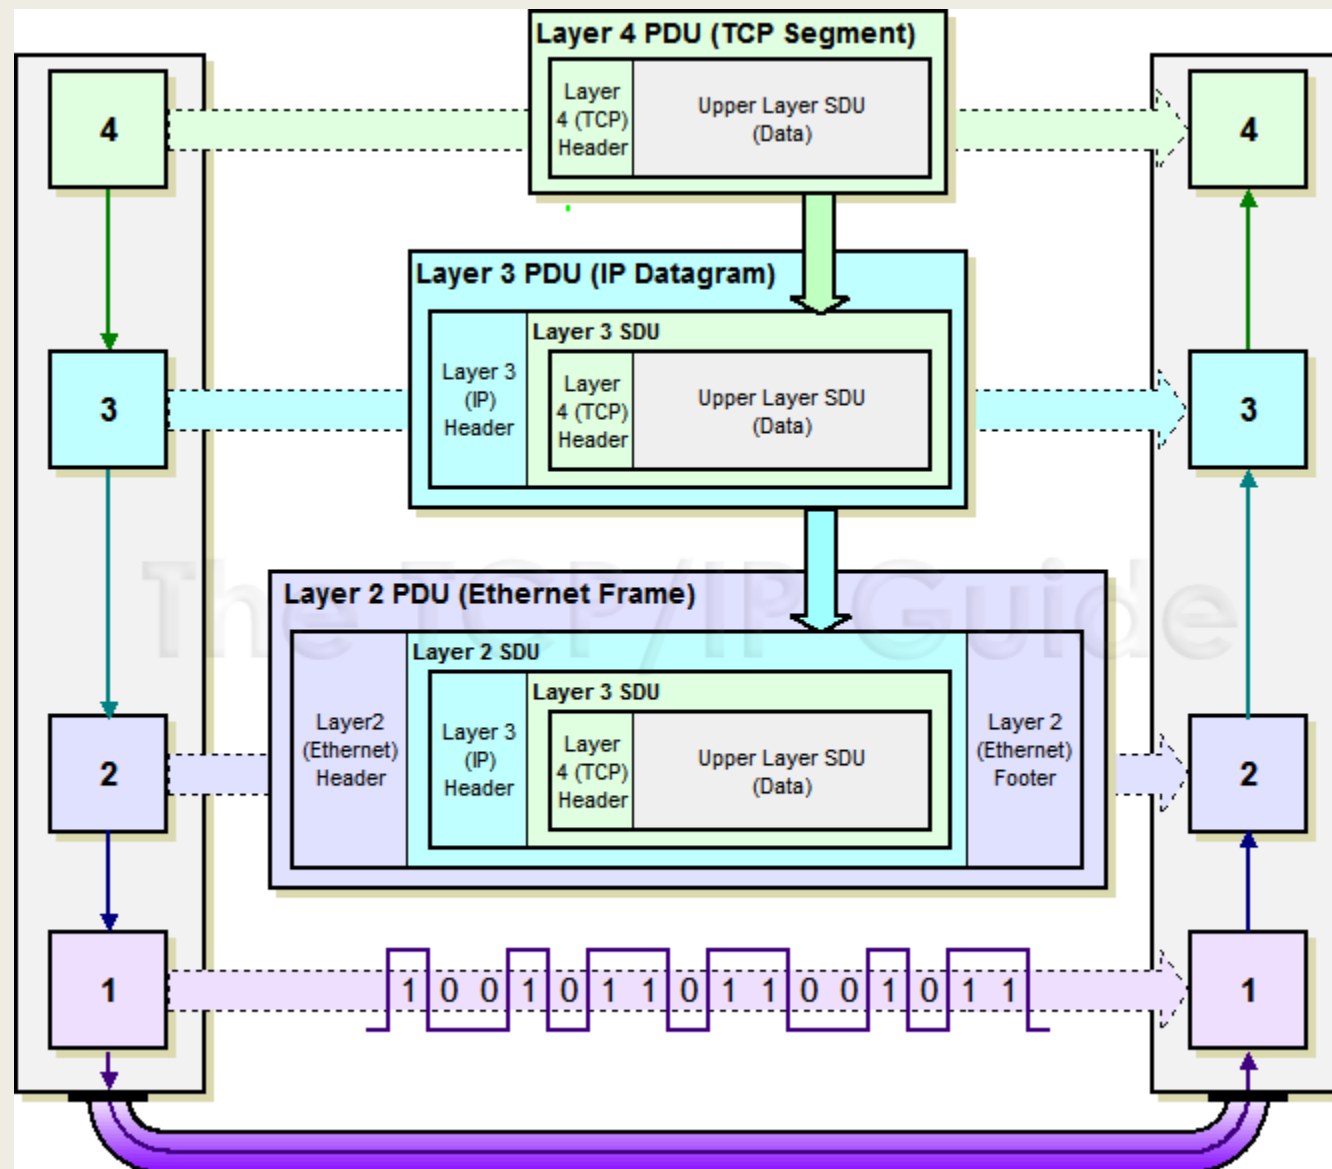 Layer 4 PDU (TCP Segment)
Layer
4 (TCP)
Header
Upper Layer SDU
(Data)
4
4
Layer 3 PDU (IP Datagram)
Layer 3 SDU
Layer 3
(IP)
Header
Layer
4 (TCP)
Header
Upper Layer SDU
(Data)
3
3
The TCP/IP Guide
Layer 2 PDU (Ethernet Frame)
Layer 2 SDU
Layer 3 SDU
Layer2
(Ethernet)
Header
Layer 3
(IP)
Header
Layer
4 (TCP)
Header
Upper Layer SDU
(Data)
Layer 2
(Ethernet)
Footer
2
2
1
1 0 0 1 0 1 1 0 1 1 0 0 1 0 1 1
1